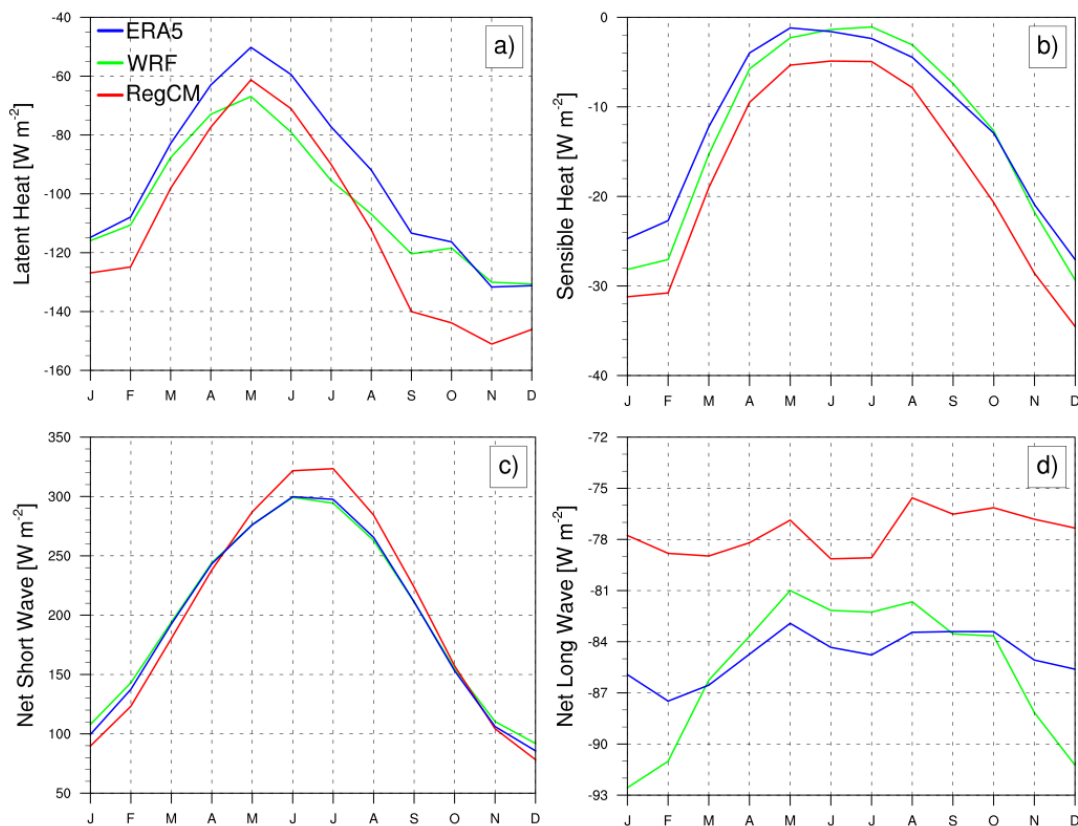 -40
-60
-80
-100
-120
-140
-160
Latent Heat [W m-2]
ERA5
WRF
RegCM
a)
J F M A M J J A S O N D
0
-10
-20
-30
-40
Sensible Heat [W m-2]
b)
J F M A M J J A S O N D
350
300
250
200
150
100
50
Net Short Wave [W m-2]
c)
J F M A M J J A S O N D
-72
-75
-78
-81
-84
-87
-90
-93
Net Long Wave [W m-2]
d)
J F M A M J J A S O N D